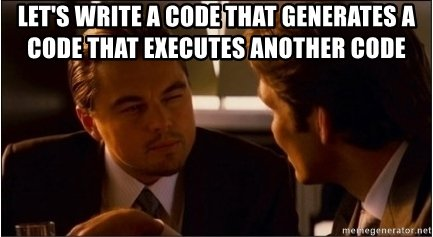 LET'S WRITE A CODE THAT GENERATES A
CODE THAT EXECUTES ANOTHER CODE
memegenerator.net